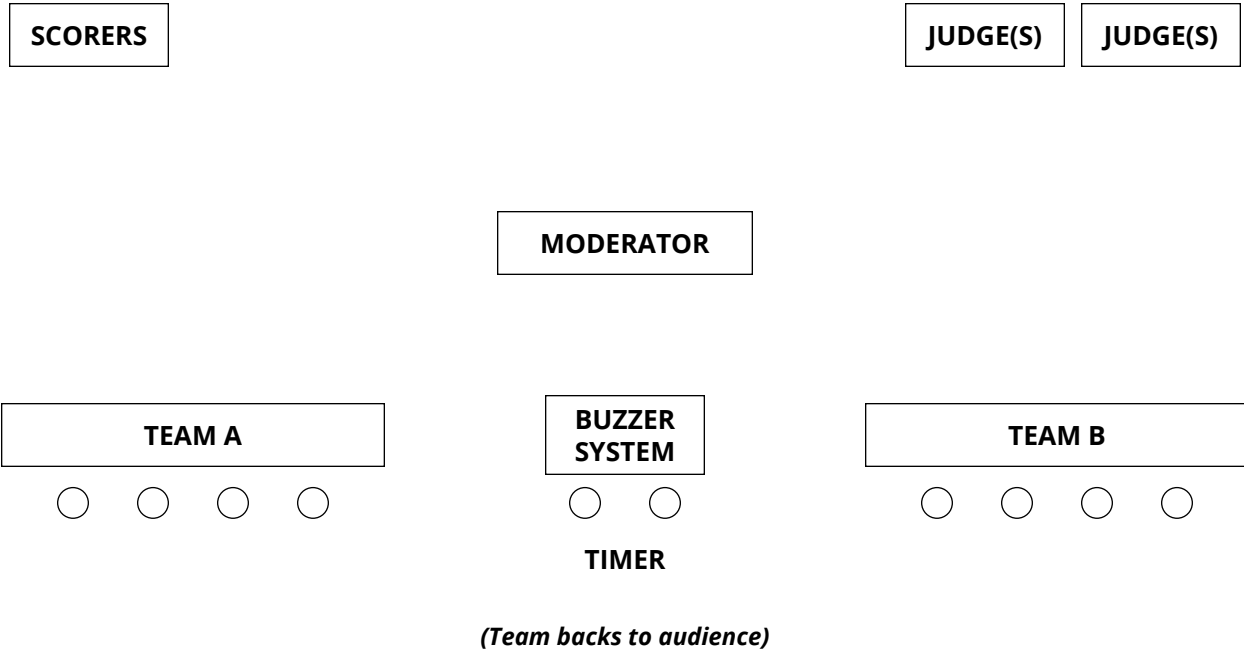 SCORERS
JUDGE(S)
JUDGE(S)
MODERATOR
TEAM A
BUZZER
SYSTEM
TEAM B
TIMER
(Team backs to audience)